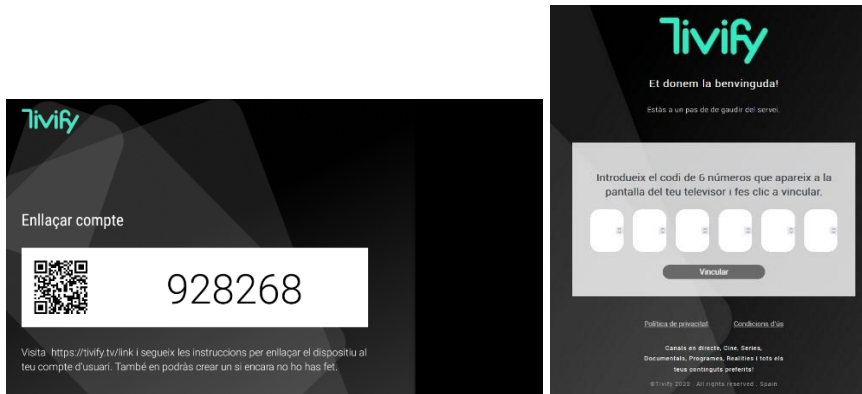 Tivify
Enllaçar compte
928268
Visita https://tivify.tv/link i segueix les instruccions per enllaçar el dispositiu al
teu compte d'usuari. També en podràs crear un si encara no ho has fet.
Tivify
Et donem la benvinguda!
Estàs a un pas de de gaudir del servei.
Introdueix el codi de 6 números que apareix a la
pantalla del teu televisor i fes clic a vincular.
Vincular
Política de privacitat Condicions d'ús
Canals en directe, Cine, Series,
Documentals, Programes, Realities i tots els
teus continguts preferits!
©Tivify 2020 . All rights reserved . Spain